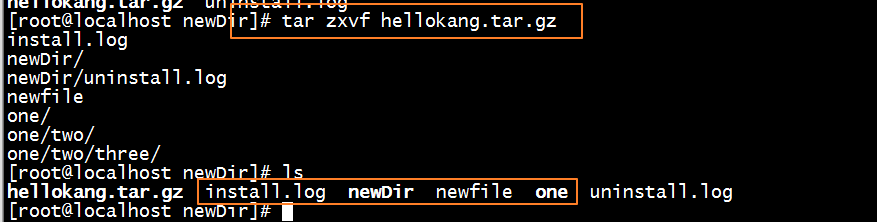 hellokang.tar.gz  uninstall.log
[root@localhost newDir]# tar zxvf hellokang.tar.gz
install.log
newDir/
newDir/uninstall.log
newfile
one/
one/two/
one/two/three/
[root@localhost newDir]# ls
hellokang.tar.gz  install.log  newDir  newfile  one  uninstall.log
[root@localhost newDir]#